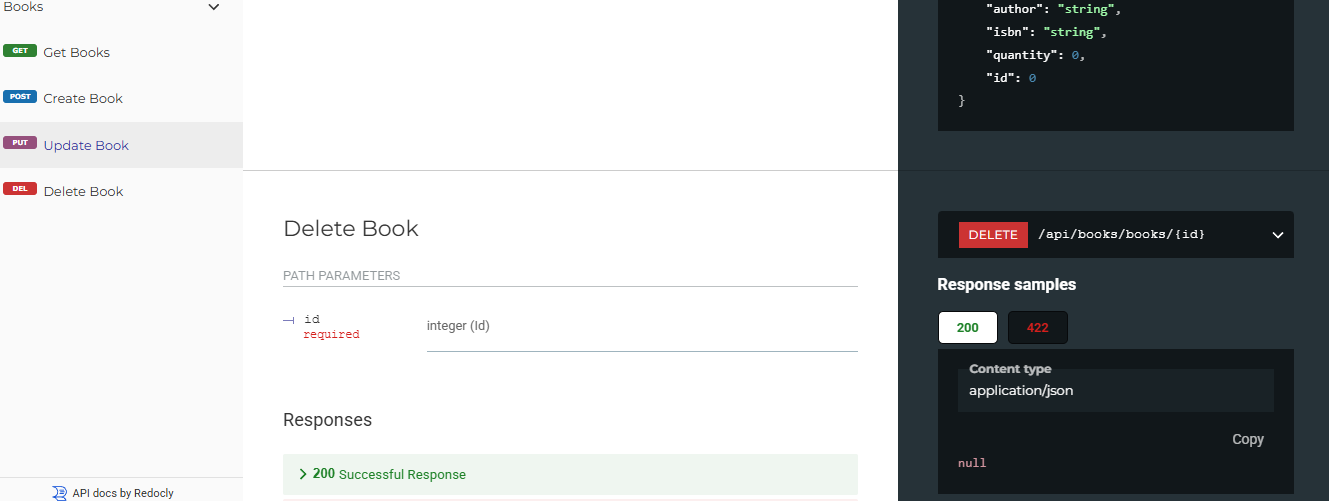 Books
GET Get Books
POST Create Book
PUT Update Book
DEL Delete Book
API docs by Redocly
Delete Book
PATH PARAMETERS
id
required
integer (Id)
Responses
200 Successful Response
"author": "string",
"isbn": "string",
"quantity": 0,
"id": 0
}
DELETE /api/books/books/{id}
Response samples
200 422
Content type
application/json
Copy
null